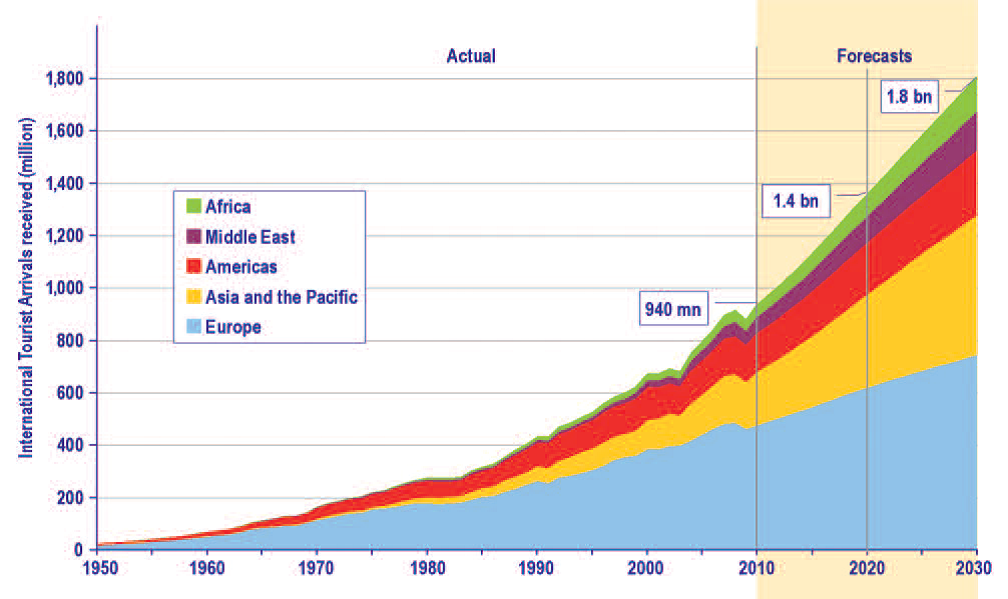 Actual
Forecasts
International Tourist Arrivals received (million)
1,800
1,600
1,400
1,200
1,000
800
600
400
200
0
1.8 bn
1.4 bn
940 mn
Africa
Middle East
Americas
Asia and the Pacific
Europe
1950
1960
1970
1980
1990
2000
2010
2020
2030